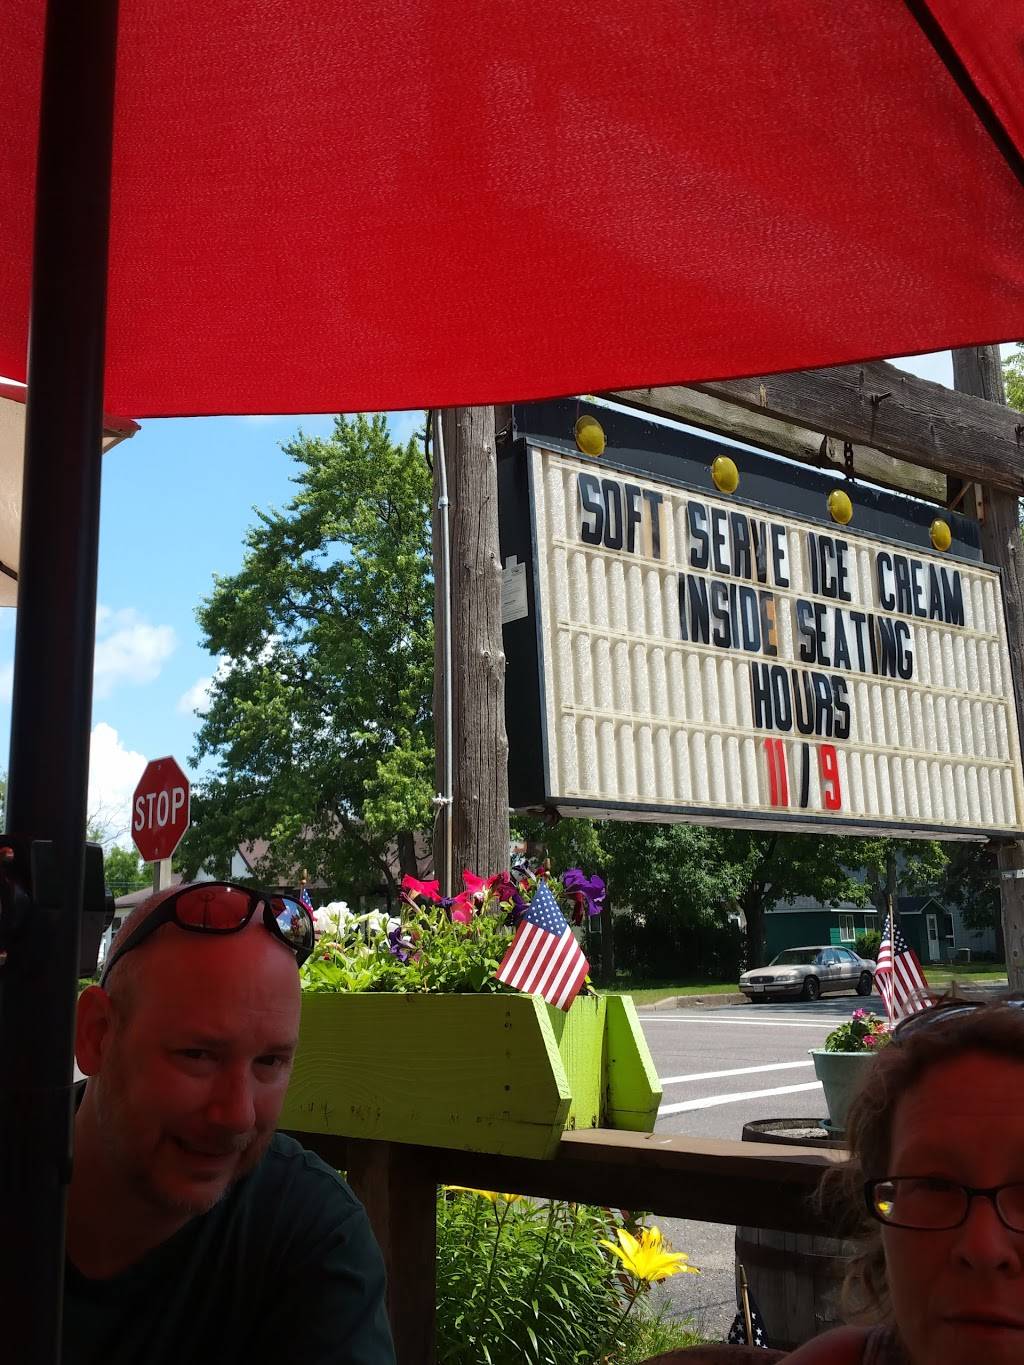 SOFT SERVE ICE CREAM
INSIDE SEATING
HOURS
11/9
STOP